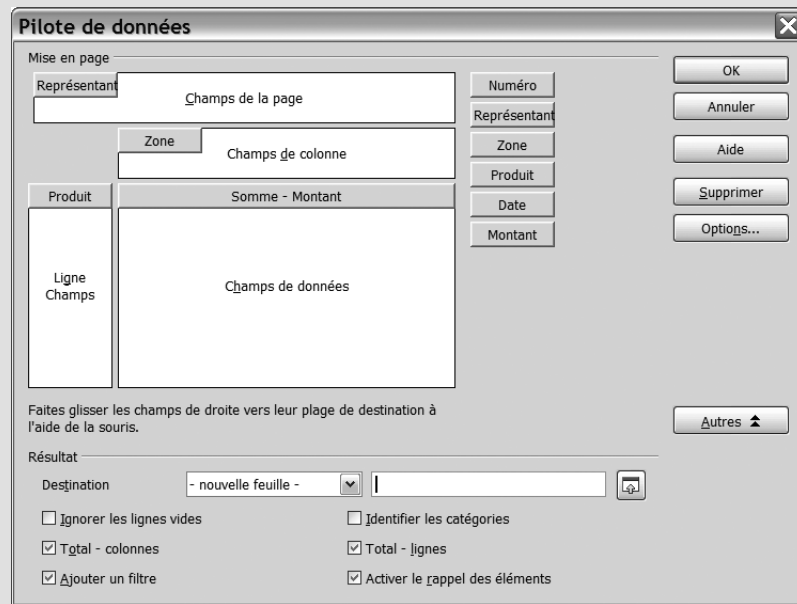 Pilote de données
Mise en page
Représentant
Champs de la page
Zone
Champs de colonne
Produit
Somme - Montant
Ligne
Champs
Champs de données
Numéro
Représentant
Zone
Produit
Date
Montant
OK
Annuler
Aide
Supprimer
Options...
Faites glisser les champs de droite vers leur plage de destination à
l'aide de la souris.
Autres
Résultat
Destination
- nouvelle feuille -
Ignorer les lignes vides
Identifier les catégories
Total - colonnes
Total - lignes
Ajouter un filtre
Activer le rappel des éléments